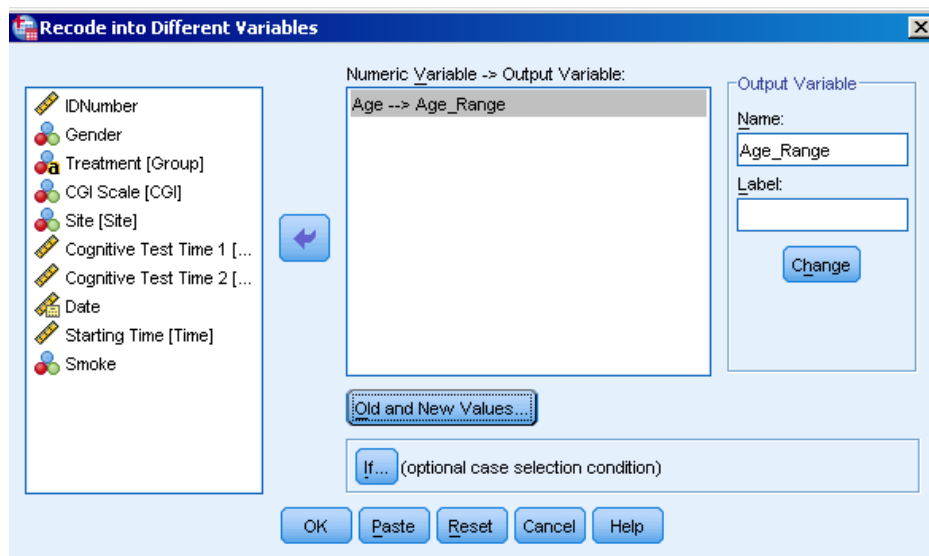 Recode into Different Variables
IDNumber
Gender
Treatment [Group]
CGI Scale [CGI]
Site [Site]
Cognitive Test Time 1 [...
Cognitive Test Time 2 [...
Date
Starting Time [Time]
Smoke
Numeric Variable -> Output Variable:
Age --> Age_Range
Output Variable
Name:
Age_Range
Label:
Change
Old and New Values...
If... (optional case selection condition)
OK Paste Reset Cancel Help